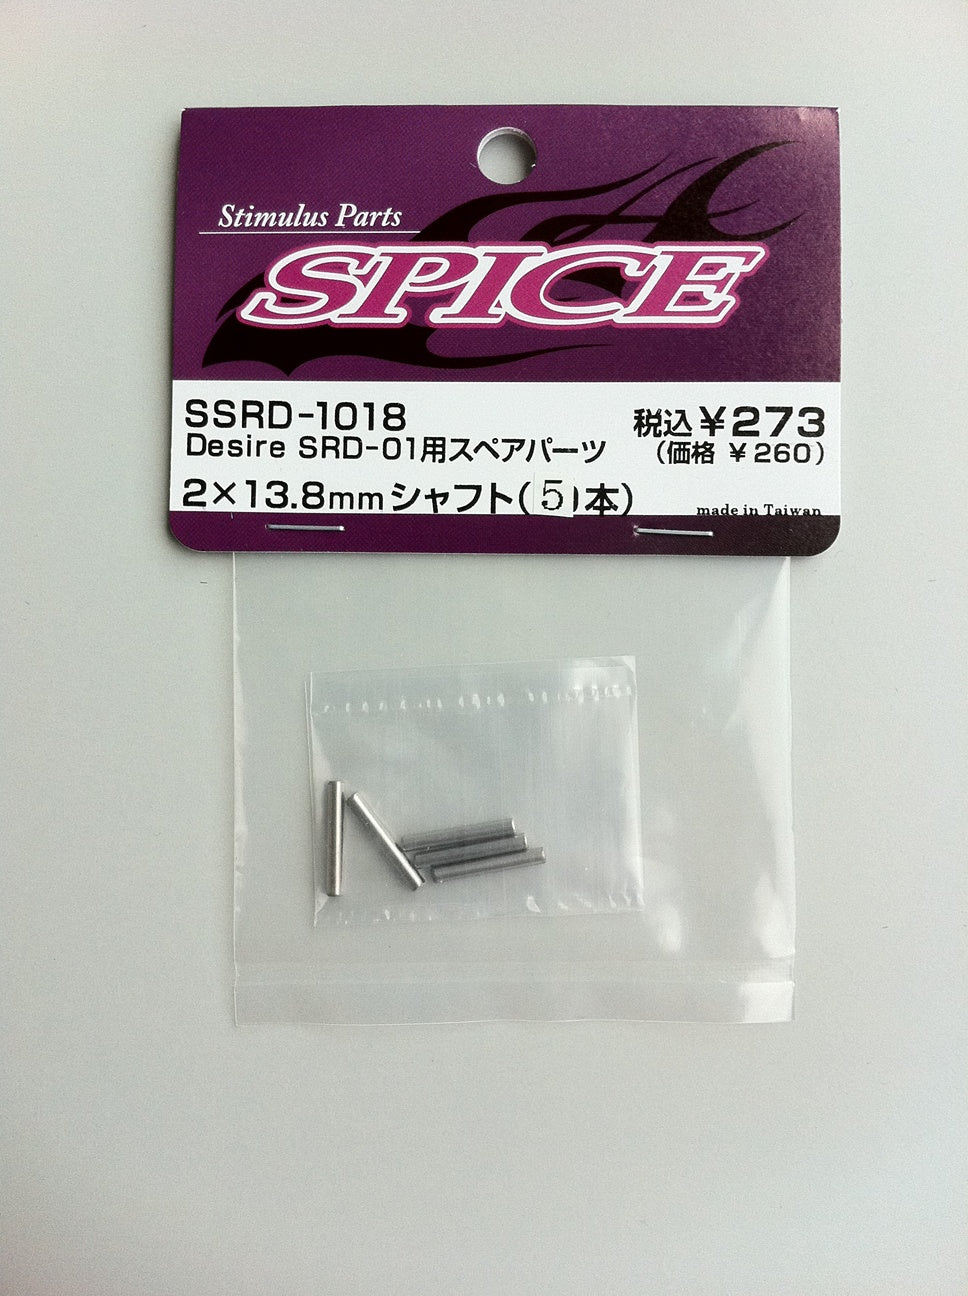 Stimulus Parts
SPICE
SSRD-1018
税込¥273
Desire SRD-01用スペアパーツ
(価格 ¥260)
2×13.8mmシャフト(5)本)
made in Taiwan